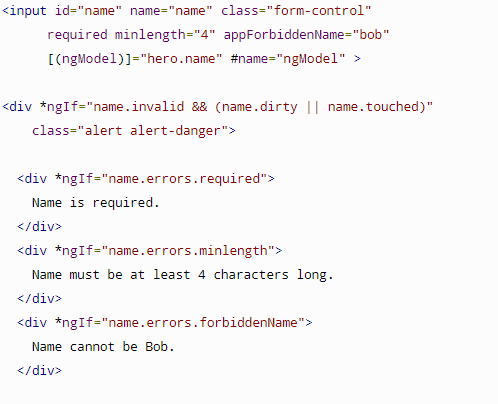 <input id="name" name="name" class="form-control"
required minlength="4" appForbiddenName="bob"
[(ngModel)]="hero.name" #name="ngModel" >
<div *ngIf="name.invalid && (name.dirty || name.touched)"
class="alert alert-danger">
<div *ngIf="name.errors.required">
Name is required.
</div>
<div *ngIf="name.errors.minlength">
Name must be at least 4 characters long.
</div>
<div *ngIf="name.errors.forbiddenName">
Name cannot be Bob.
</div>